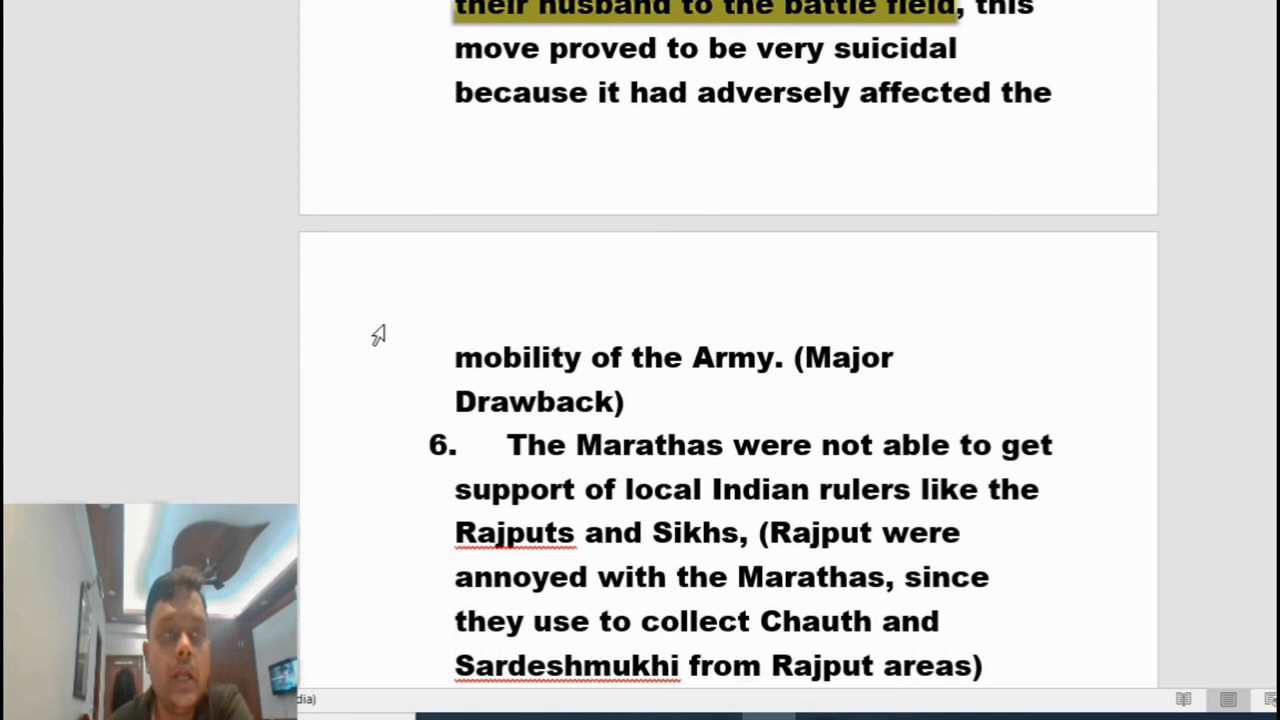 their husband to the battle field, this
move proved to be very suicidal
because it had adversely affected the
mobility of the Army. (Major
Drawback)
6. The Marathas were not able to get
support of local Indian rulers like the
Rajputs and Sikhs, (Rajput were
annoyed with the Marathas, since
they use to collect Chauth and
Sardeshmukhi from Rajput areas)
dia)